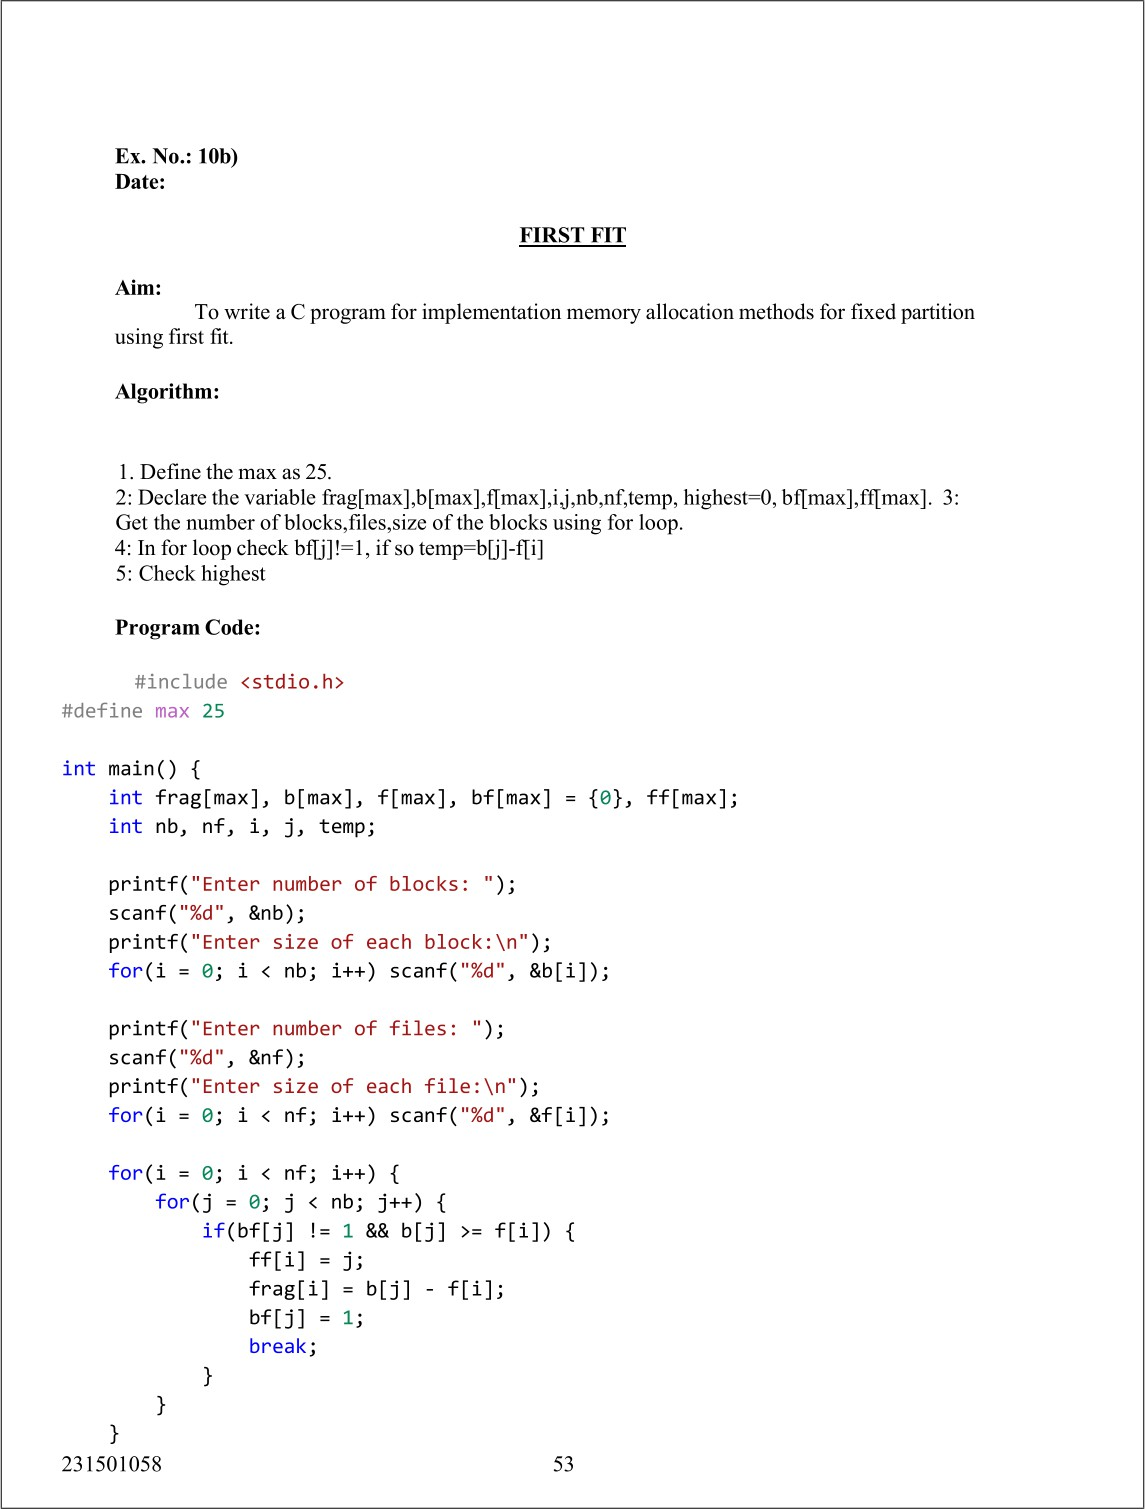 Ex. No.: 10b)
Date:
FIRST FIT
Aim:
To write a C program for implementation memory allocation methods for fixed partition
using first fit.
Algorithm:
1. Define the max as 25.
2: Declare the variable frag[max],b[max],f[max],i,j,nb,nf,temp, highest=0, bf[max],ff[max]. 3:
Get the number of blocks,files,size of the blocks using for loop.
4: In for loop check bf[j]!=1, if so temp=b[j]-f[i]
5: Check highest
Program Code:
#include <stdio.h>
#define max 25
int main() {
    int frag[max], b[max], f[max], bf[max] = {0}, ff[max];
    int nb, nf, i, j, temp;
    printf("Enter number of blocks: ");
    scanf("%d", &nb);
    printf("Enter size of each block:\n");
    for(i = 0; i < nb; i++) scanf("%d", &b[i]);
    printf("Enter number of files: ");
    scanf("%d", &nf);
    printf("Enter size of each file:\n");
    for(i = 0; i < nf; i++) scanf("%d", &f[i]);
    for(i = 0; i < nf; i++) {
        for(j = 0; j < nb; j++) {
            if(bf[j] != 1 && b[j] >= f[i]) {
                ff[i] = j;
                frag[i] = b[j] - f[i];
                bf[j] = 1;
                break;
            }
        }
    }
231501058 53